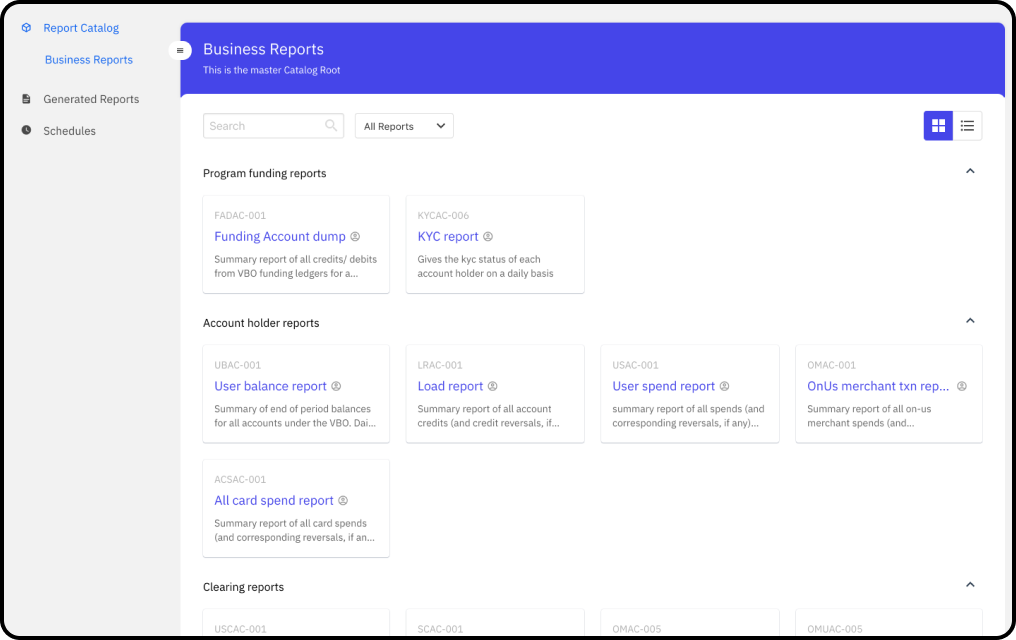 Report Catalog
Business Reports
Generated Reports
Schedules
Business Reports
This is the master Catalog Root
Search
All Reports
Program funding reports
FADAC-001
Funding Account dump
Summary report of all credits/ debits
from VBO funding ledgers for a...
KYCAC-006
KYC report
Gives the kyc status of each
account holder on a daily basis
Account holder reports
UBAC-001
User balance report
Summary of end of period balances
for all accounts under the VBO. Dai...
LRAC-001
Load report
Summary report of all account
credits (and credit reversals, if...
USAC-001
User spend report
summary report of all spends (and
corresponding reversals, if any)...
OMAC-001
OnUs merchant txn rep...
Summary report of all on-us
merchant spends (and...
ACSAC-001
All card spend report
Summary report of all card spends
(and corresponding reversals, if an...
Clearing reports
USCAC-001
SCAC-001
OMAC-005
OMUAC-005